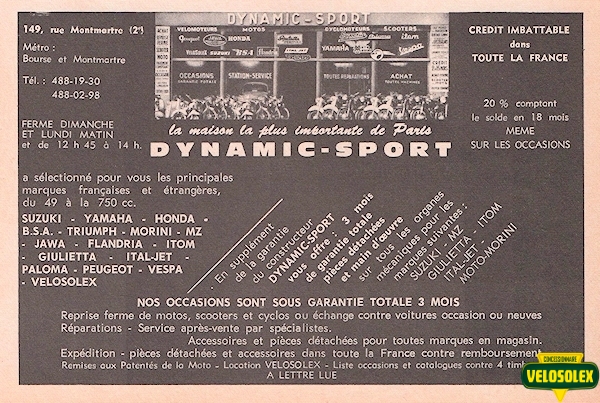 149, rue Montmartre (2e)
Métro :
Bourse et Montmartre
Tél. : 488-19-30
488-02-98
FERME DIMANCHE
ET LUNDI MATIN
et de 12 h 45 à 14 h.
DYNAMIC-SPORT
VELOMOTEURS MOTOS CYCLOMOTEURS SCOOTERS
HONDA
Peugeot SUZUKI BSA YAMAHA Vespa
OCCASIONS
GARANTIE TOTALE
STATION-SERVICE
TOUTES REPARATIONS
ACHAT
la maison la plus importante de Paris
DYNAMIC-SPORT
CREDIT IMBATTABLE
dans
TOUTE LA FRANCE
20 % comptant
le solde en 18 mois
MEME
SUR LES OCCASIONS
a sélectionné pour vous les principales
marques françaises et étrangères,
du 49 à la 750 cc.
SUZUKI - YAMAHA - HONDA -
B.S.A. - TRIUMPH - MORINI - MZ
- JAWA - FLANDRIA - ITOM
- GIULIETTA - ITAL-JET -
PALOMA - PEUGEOT - VESPA
- VELOSOLEX
En supplément
de la garantie
du constructeur
DYNAMIC-SPORT
vous offre : 3 mois
de garantie totale
pièces détachées
et main d'œuvre
sur tous les organes
mécaniques pour les
marques suivantes :
SUZUKI - MZ
GIULIETTA - ITOM
ITAL-JET -
MOTO-MORINI
NOS OCCASIONS SONT SOUS GARANTIE TOTALE 3 MOIS
Reprise ferme de motos, scooters et cyclos ou échange contre voitures occasion ou neuves
Réparations - Service après-vente par spécialistes.
Accessoires et pièces détachées pour toutes marques en magasin.
Expédition - pièces détachées et accessoires dans toute la France contre remboursement
Remises aux Patentés de la Moto - Location VELOSOLEX - Liste occasions et catalogues contre 4 timb
A LETTRE LUE
CONCESSIONNAIRE
VELOSOLEX